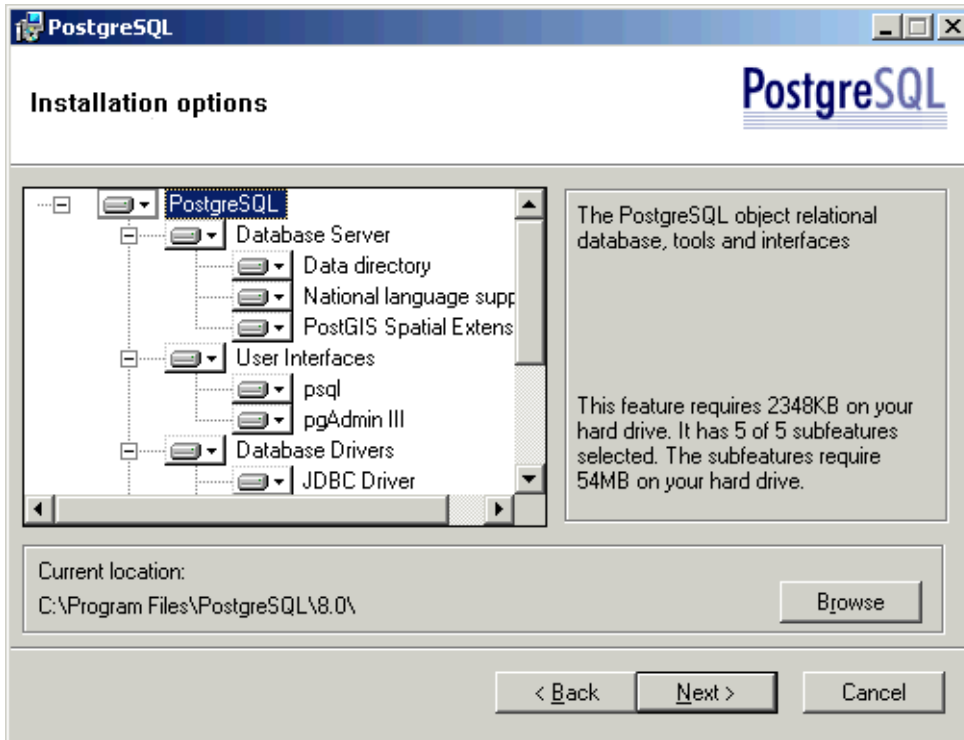 PostgreSQL
Installation options
PostgreSQL
PostgreSQL
Database Server
Data directory
National language supp
PostGIS Spatial Extens
User Interfaces
psql
pgAdmin III
Database Drivers
JDBC Driver
The PostgreSQL object relational
database, tools and interfaces
This feature requires 2348KB on your
hard drive. It has 5 of 5 subfeatures
selected. The subfeatures require
54MB on your hard drive.
Current location:
C:\Program Files\PostgreSQL\8.0\
Browse
< Back
Next >
Cancel